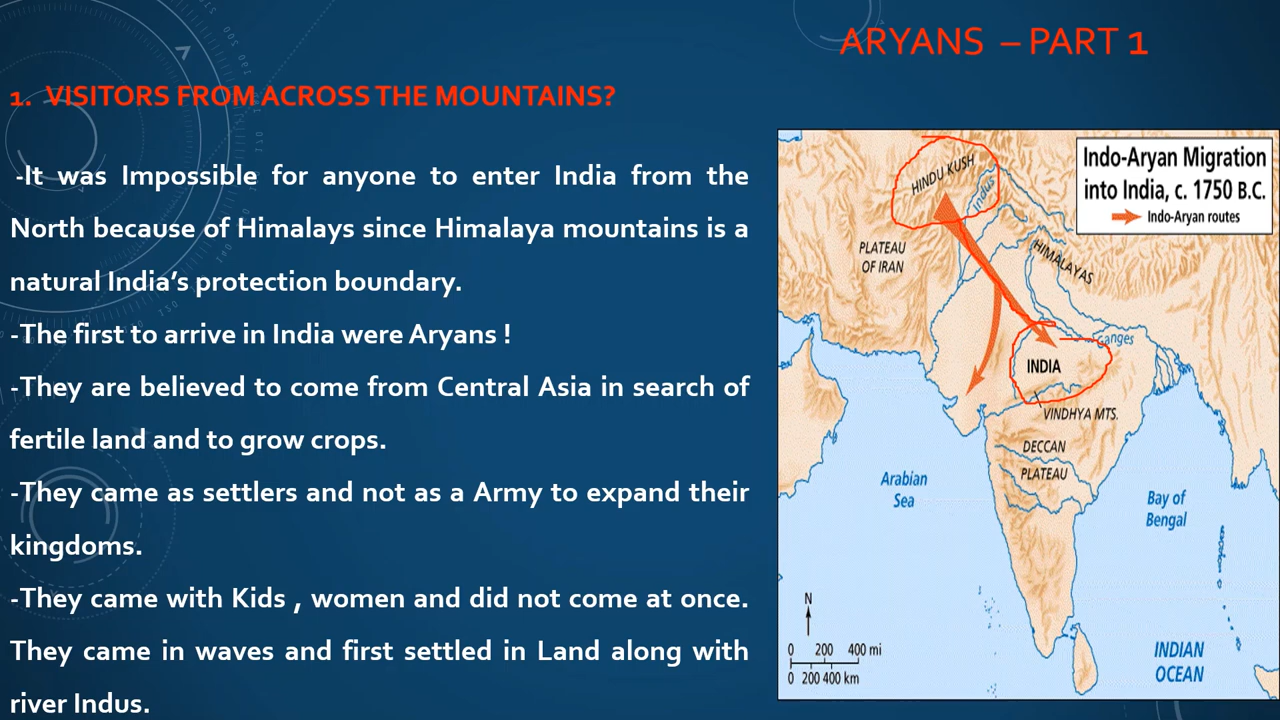 ARYANS – PART 1
1. VISITORS FROM ACROSS THE MOUNTAINS?
-It was Impossible for anyone to enter India from the
North because of Himalays since Himalaya mountains is a
natural India's protection boundary.
-The first to arrive in India were Aryans !
-They are believed to come from Central Asia in search of
fertile land and to grow crops.
-They came as settlers and not as a Army to expand their
kingdoms.
-They came with Kids , women and did not come at once.
They came in waves and first settled in Land along with
river Indus.
Indo-Aryan Migration
into India, c. 1750 B.C.
Indo-Aryan routes
HINDU KUSH
Indus
PLATEAU
OF IRAN
HIMALAYAS
Ganges
INDIA
VINDHYA MTS.
DECCAN
PLATEAU
Arabian
Sea
Bay of
Bengal
N
0 200 400 mi
0 200 400 km
INDIAN
OCEAN